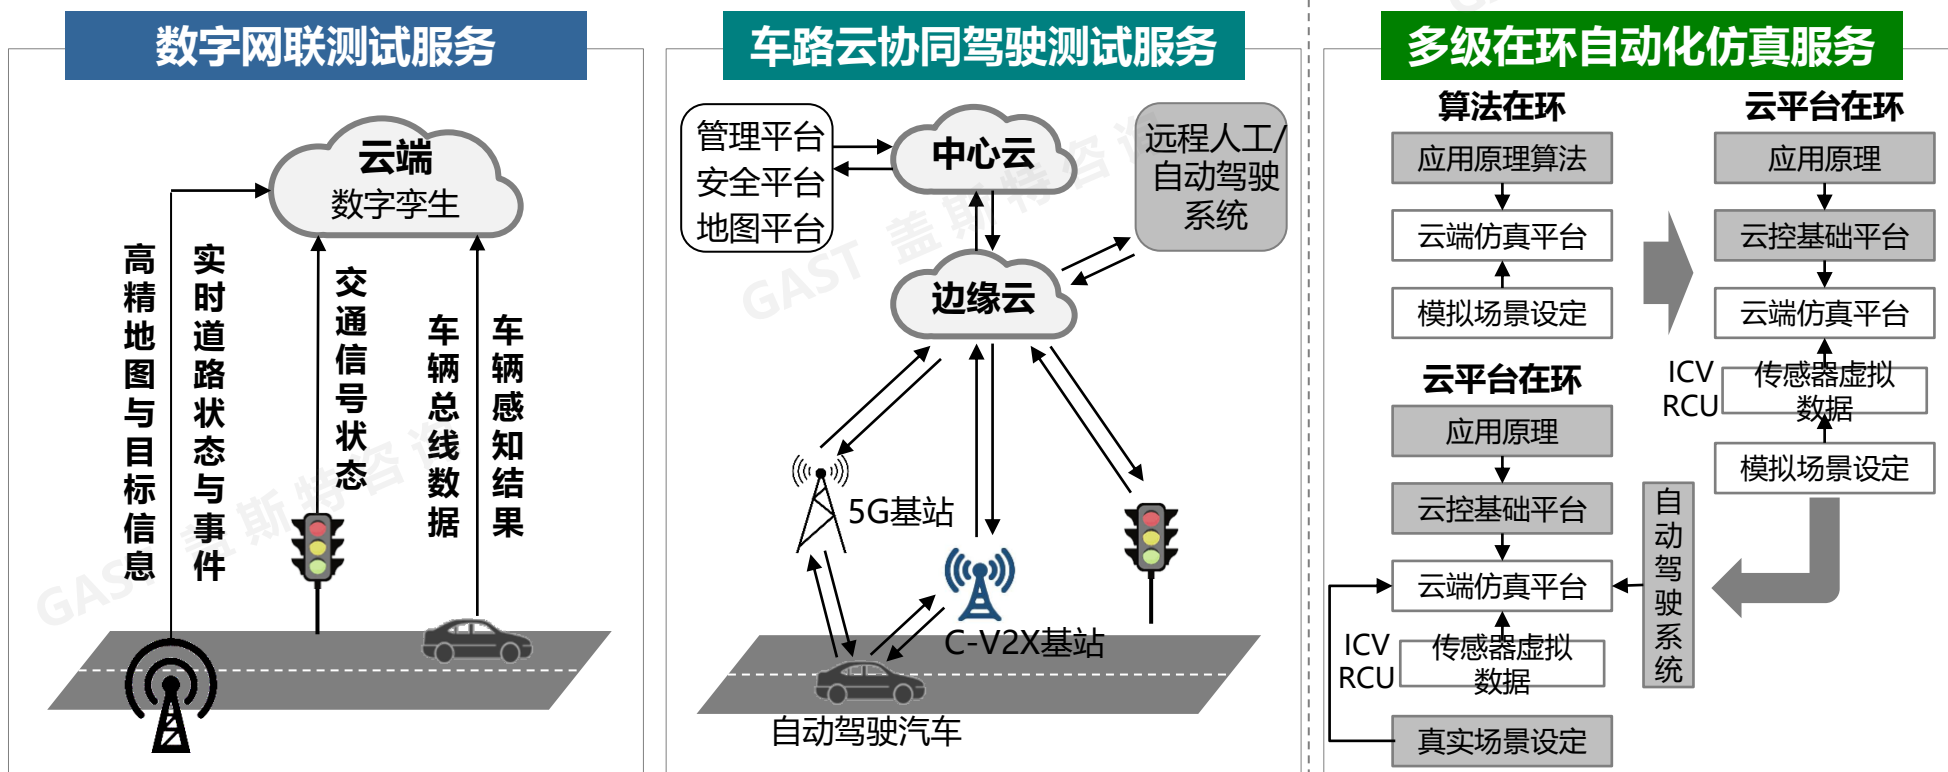 数字网联测试服务
云端
数字孪生
高精地图与目标信息
实时道路状态与事件
交通信号状态
车辆总线数据
车辆感知结果
车路云协同驾驶测试服务
管理平台
安全平台
地图平台
中心云
远程人工/
自动驾驶
系统
边缘云
5G基站
C-V2X基站
自动驾驶汽车
多级在环自动化仿真服务
算法在环
应用原理算法
云端仿真平台
模拟场景设定
云平台在环
应用原理
云控基础平台
云端仿真平台
ICV
RCU
传感器虚拟
数据
模拟场景设定
云平台在环
应用原理
云控基础平台
云端仿真平台
ICV
RCU
传感器虚拟
数据
真实场景设定
自动驾驶系统
GAST 盖斯特咨询
GAST 盖斯特咨